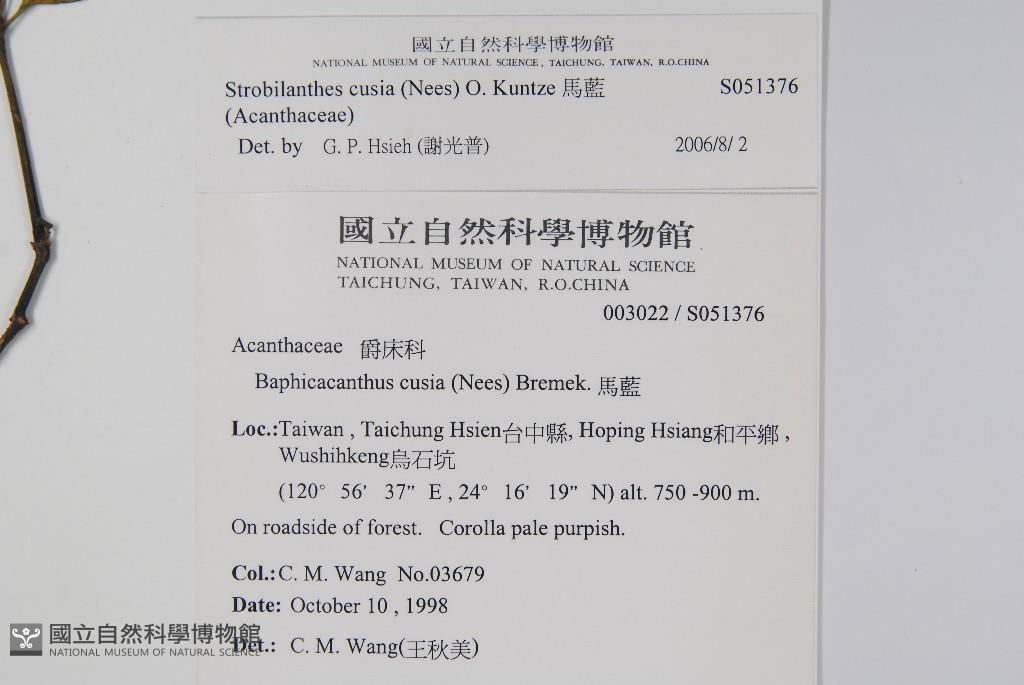 國立自然科學博物館
NATIONAL MUSEUM OF NATURAL SCIENCE, TAICHUNG, TAIWAN, R.O.CHINA
Strobilanthes cusia (Nees) O. Kuntze 馬藍 S051376
(Acanthaceae)
Det. by G. P. Hsieh (謝光普) 2006/8/ 2
國立自然科學博物館
NATIONAL MUSEUM OF NATURAL SCIENCE
TAICHUNG, TAIWAN, R.O.CHINA
003022 / S051376
Acanthaceae 爵床科
Baphicacanthus cusia (Nees) Bremek. 馬藍
Loc.:Taiwan , Taichung Hsien台中縣, Hoping Hsiang和平鄉 ,
Wushihkeng烏石坑
(120° 56’ 37” E , 24° 16’ 19” N) alt. 750 -900 m.
On roadside of forest. Corolla pale purpish.
Col.:C. M. Wang No.03679
Date: October 10 , 1998
Det.: C. M. Wang(王秋美)
國立自然科學博物館
NATIONAL MUSEUM OF NATURAL SCIENCE